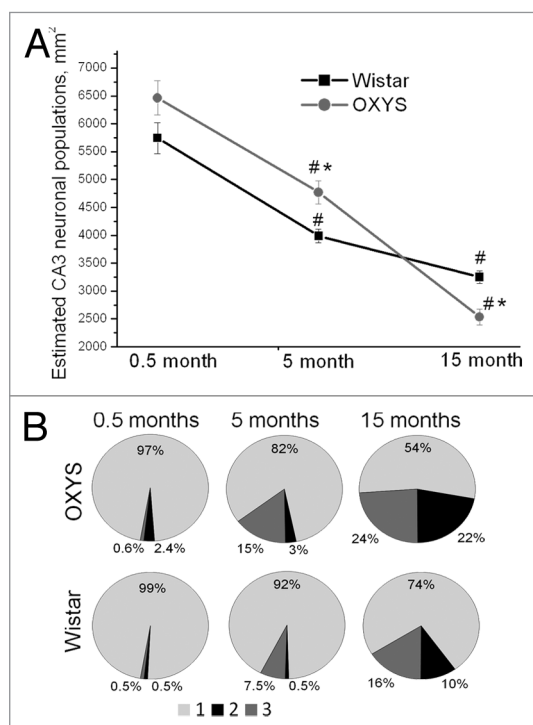 A
Estimated CA3 neuronal populations, mm²
7000
6500
6000
5500
5000
4500
4000
3500
3000
2500
2000
Wistar
OXYS
#*
#
#
#*
0.5 month
5 month
15 month
B
0.5 months 5 months 15 months
OXYS
97%
0.6% 2.4%
82%
15% 3%
54%
24% 22%
Wistar
99%
0.5% 0.5%
92%
7.5% 0.5%
74%
16% 10%
1 2 3